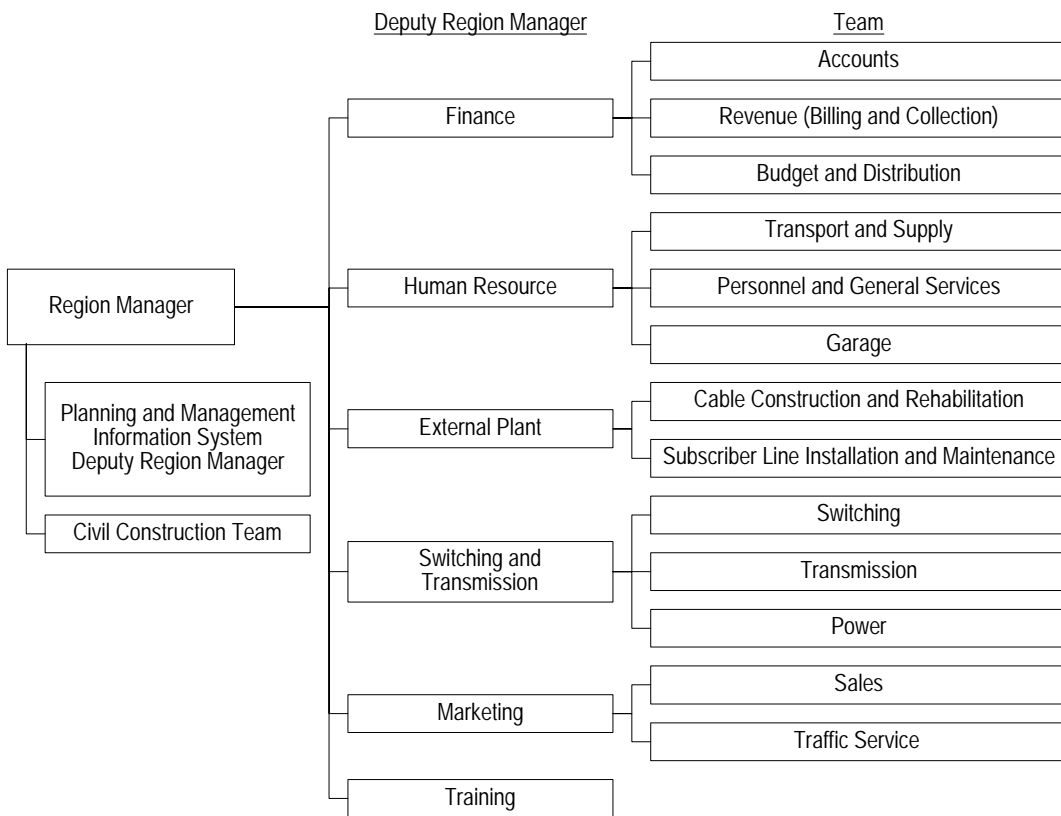 Deputy Region Manager
Team
Accounts
Finance
Revenue (Billing and Collection)
Budget and Distribution
Transport and Supply
Region Manager
Human Resource
Personnel and General Services
Garage
Planning and Management
Information System
Deputy Region Manager
Cable Construction and Rehabilitation
External Plant
Subscriber Line Installation and Maintenance
Civil Construction Team
Switching
Switching and
Transmission
Transmission
Power
Sales
Marketing
Traffic Service
Training